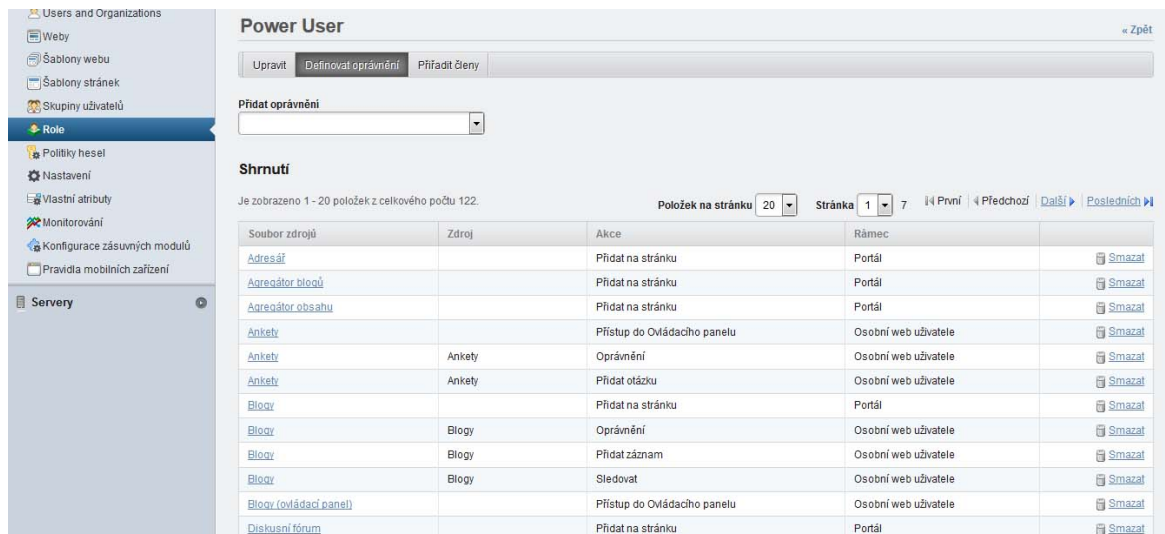 Users and Organizations
Weby
Šablony webu
Šablony stránek
Skupiny uživatelů
Role
Politiky hesel
Nastavení
Vlastní atributy
Monitorování
Konfigurace zásuvných modulů
Pravidla mobilních zařízení
Servery
Power User
« Zpět
Upravit Definovat oprávnění Přiřadit členy
Přidat oprávnění
Shrnutí
Je zobrazeno 1 - 20 položek z celkového počtu 122.
Položek na stránku 20 Stránka 1 7 První Předchozí Další Posledních
Soubor zdrojů Zdroj Akce Rámec
Adresář Přidat na stránku Portál Smazat
Agregátor blogů Přidat na stránku Portál Smazat
Agregátor obsahu Přidat na stránku Portál Smazat
Ankety Přístup do Ovládacího panelu Osobní web uživatele Smazat
Ankety Ankety Oprávnění Osobní web uživatele Smazat
Ankety Ankety Přidat otázku Osobní web uživatele Smazat
Blogy Přidat na stránku Portál Smazat
Blogy Blogy Oprávnění Osobní web uživatele Smazat
Blogy Blogy Přidat záznam Osobní web uživatele Smazat
Blogy Blogy Sledovat Osobní web uživatele Smazat
Blogy (ovládací panel) Přístup do Ovládacího panelu Osobní web uživatele Smazat
Diskusní fórum Přidat na stránku Portál Smazat